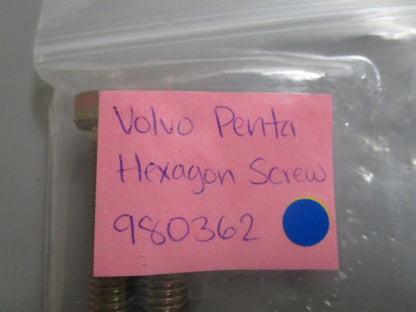 Volvo Penta
Hexagon Screw
980362